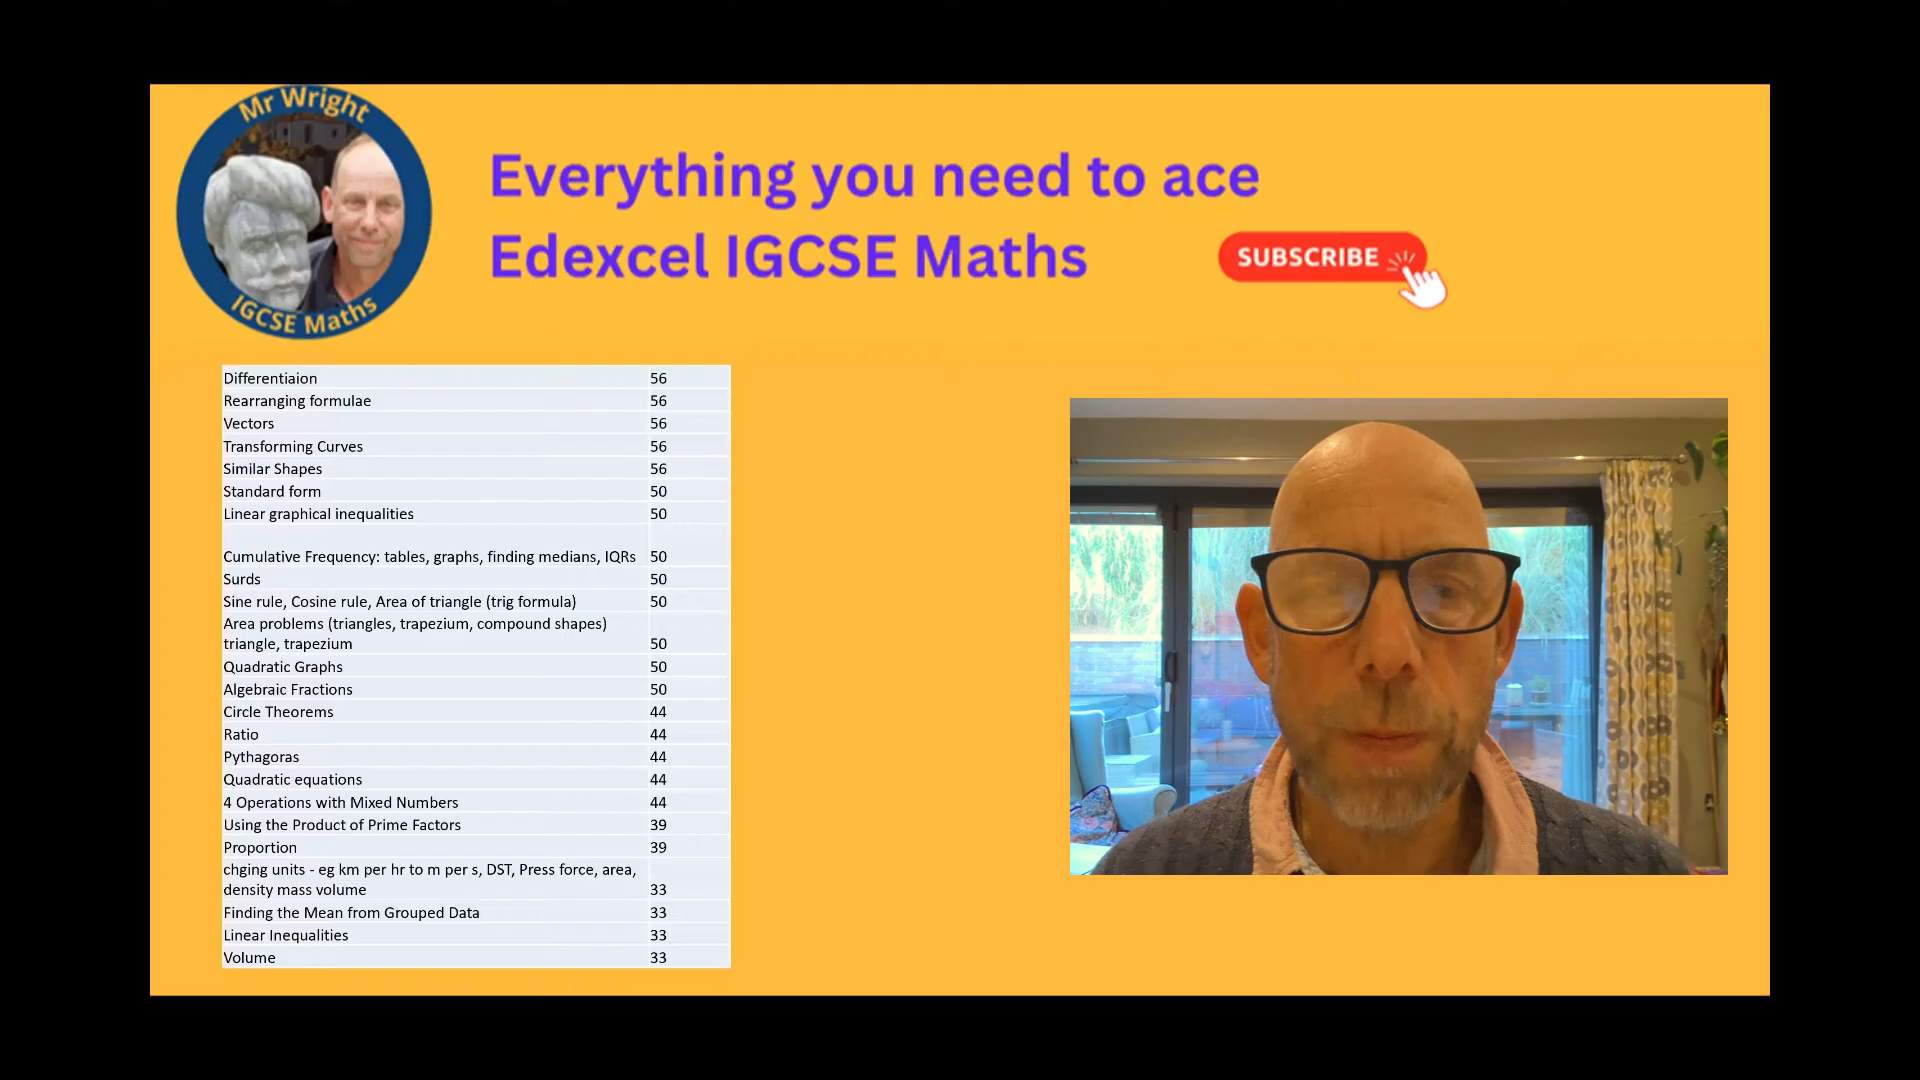 Mr Wright
IGCSE Maths
Everything you need to ace
Edexcel IGCSE Maths
SUBSCRIBE
Differentiaion 56
Rearranging formulae 56
Vectors 56
Transforming Curves 56
Similar Shapes 56
Standard form 50
Linear graphical inequalities 50
Cumulative Frequency: tables, graphs, finding medians, IQRs 50
Surds 50
Sine rule, Cosine rule, Area of triangle (trig formula) 50
Area problems (triangles, trapezium, compound shapes)
triangle, trapezium 50
Quadratic Graphs 50
Algebraic Fractions 50
Circle Theorems 44
Ratio 44
Pythagoras 44
Quadratic equations 44
4 Operations with Mixed Numbers 44
Using the Product of Prime Factors 39
Proportion 39
chging units - eg km per hr to m per s, DST, Press force, area,
density mass volume 33
Finding the Mean from Grouped Data 33
Linear Inequalities 33
Volume 33